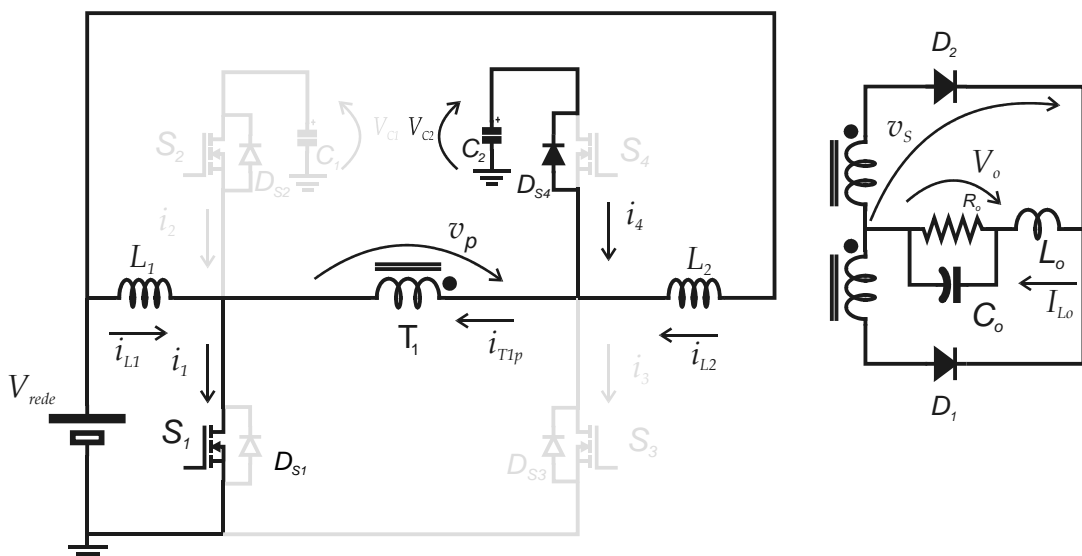 D2
vS
Vo
Ro
Lo
Co
ILo
D1
S2
DS2
C1
VC1
VC2
C2
DS4
S4
i2
i4
vp
L1
L2
T1
iL1
i1
iT1p
iL2
i3
Vrede
S1
DS1
DS3
S3